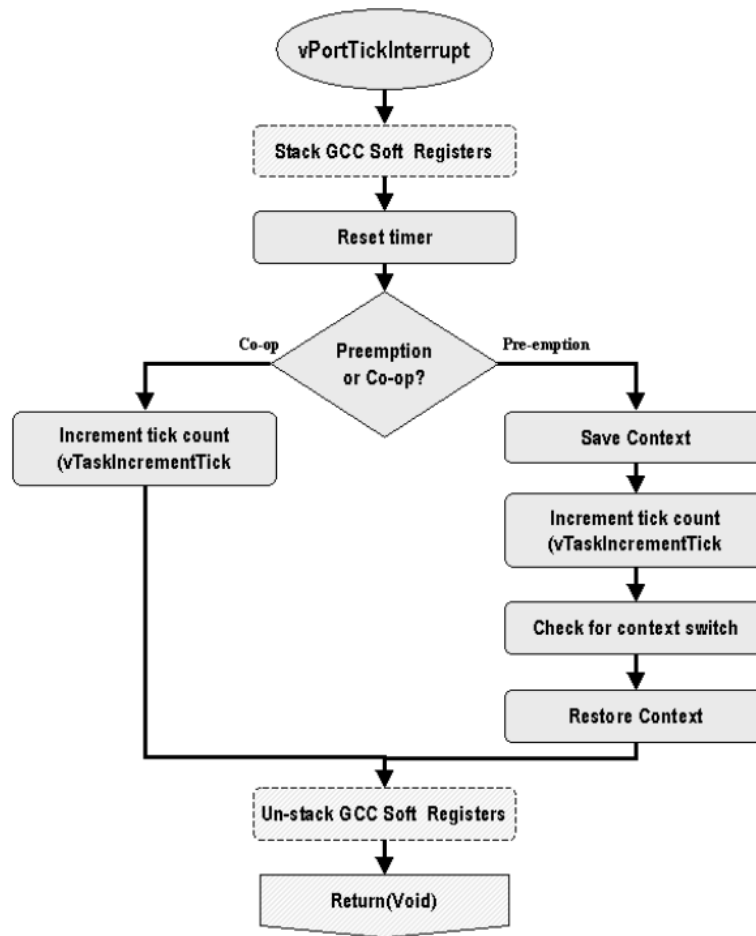 vPortTickInterrupt
Stack GCC Soft Registers
Reset timer
Co-op
Preemption
or Co-op?
Pre-emption
Increment tick count
(vTaskIncrementTick
Save Context
Increment tick count
(vTaskIncrementTick
Check for context switch
Restore Context
Un-stack GCC Soft Registers
Return(Void)